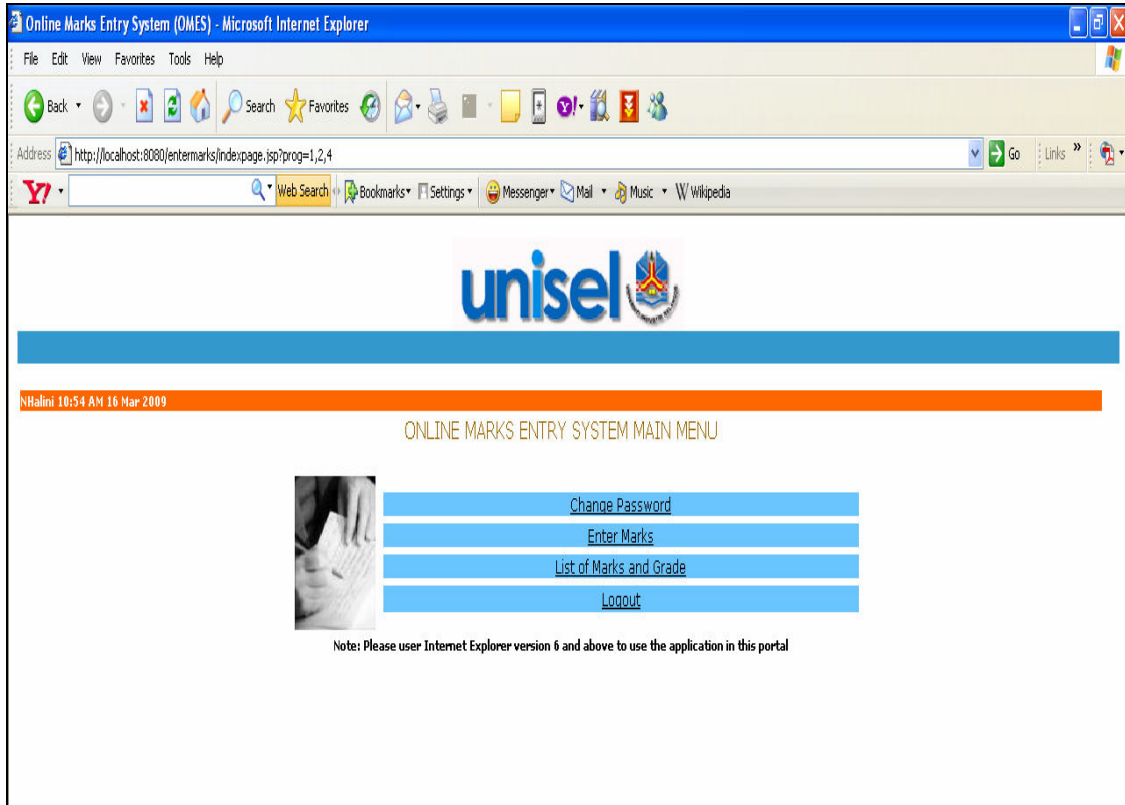 Online Marks Entry System (OMES) - Microsoft Internet Explorer
File Edit View Favorites Tools Help
Back Search Favorites
Address http://localhost:8080/entermarks/indexpage.jsp?prog=1,2,4 Go Links »
Y! Web Search Bookmarks Settings Messenger Mail Music W Wikipedia
unisel
NHalini 10:54 AM 16 Mar 2009
ONLINE MARKS ENTRY SYSTEM MAIN MENU
Change Password
Enter Marks
List of Marks and Grade
Logout
Note: Please user Internet Explorer version 6 and above to use the application in this portal